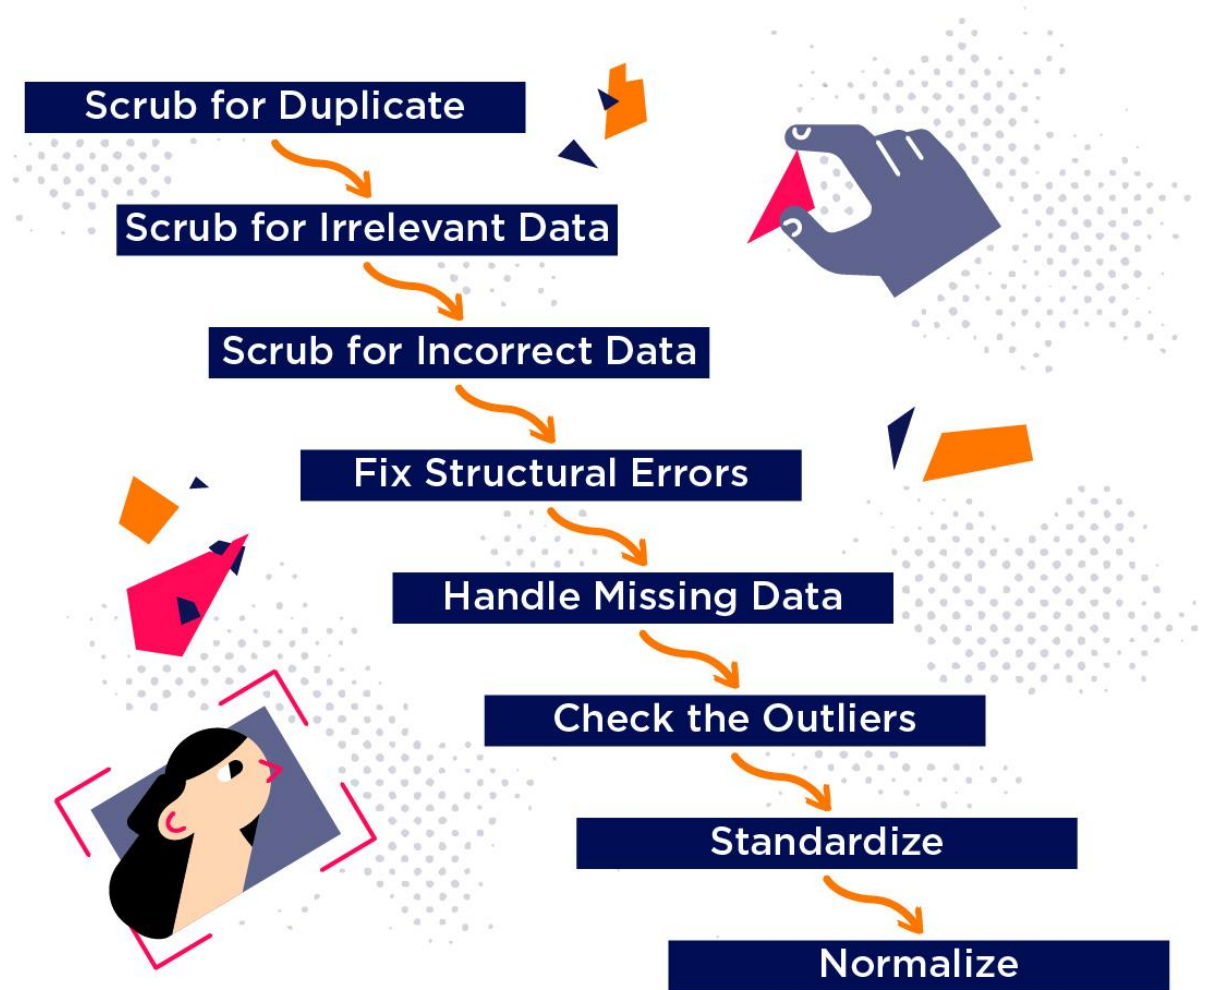 Scrub for Duplicate
Scrub for Irrelevant Data
Scrub for Incorrect Data
Fix Structural Errors
Handle Missing Data
Check the Outliers
Standardize
Normalize